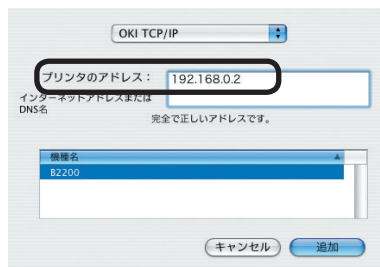 OKI TCP/IP
プリンタのアドレス： 192.168.0.2
インターネットアドレスまたは
DNS名
完全で正しいアドレスです。
機種名
B2200
キャンセル 追加